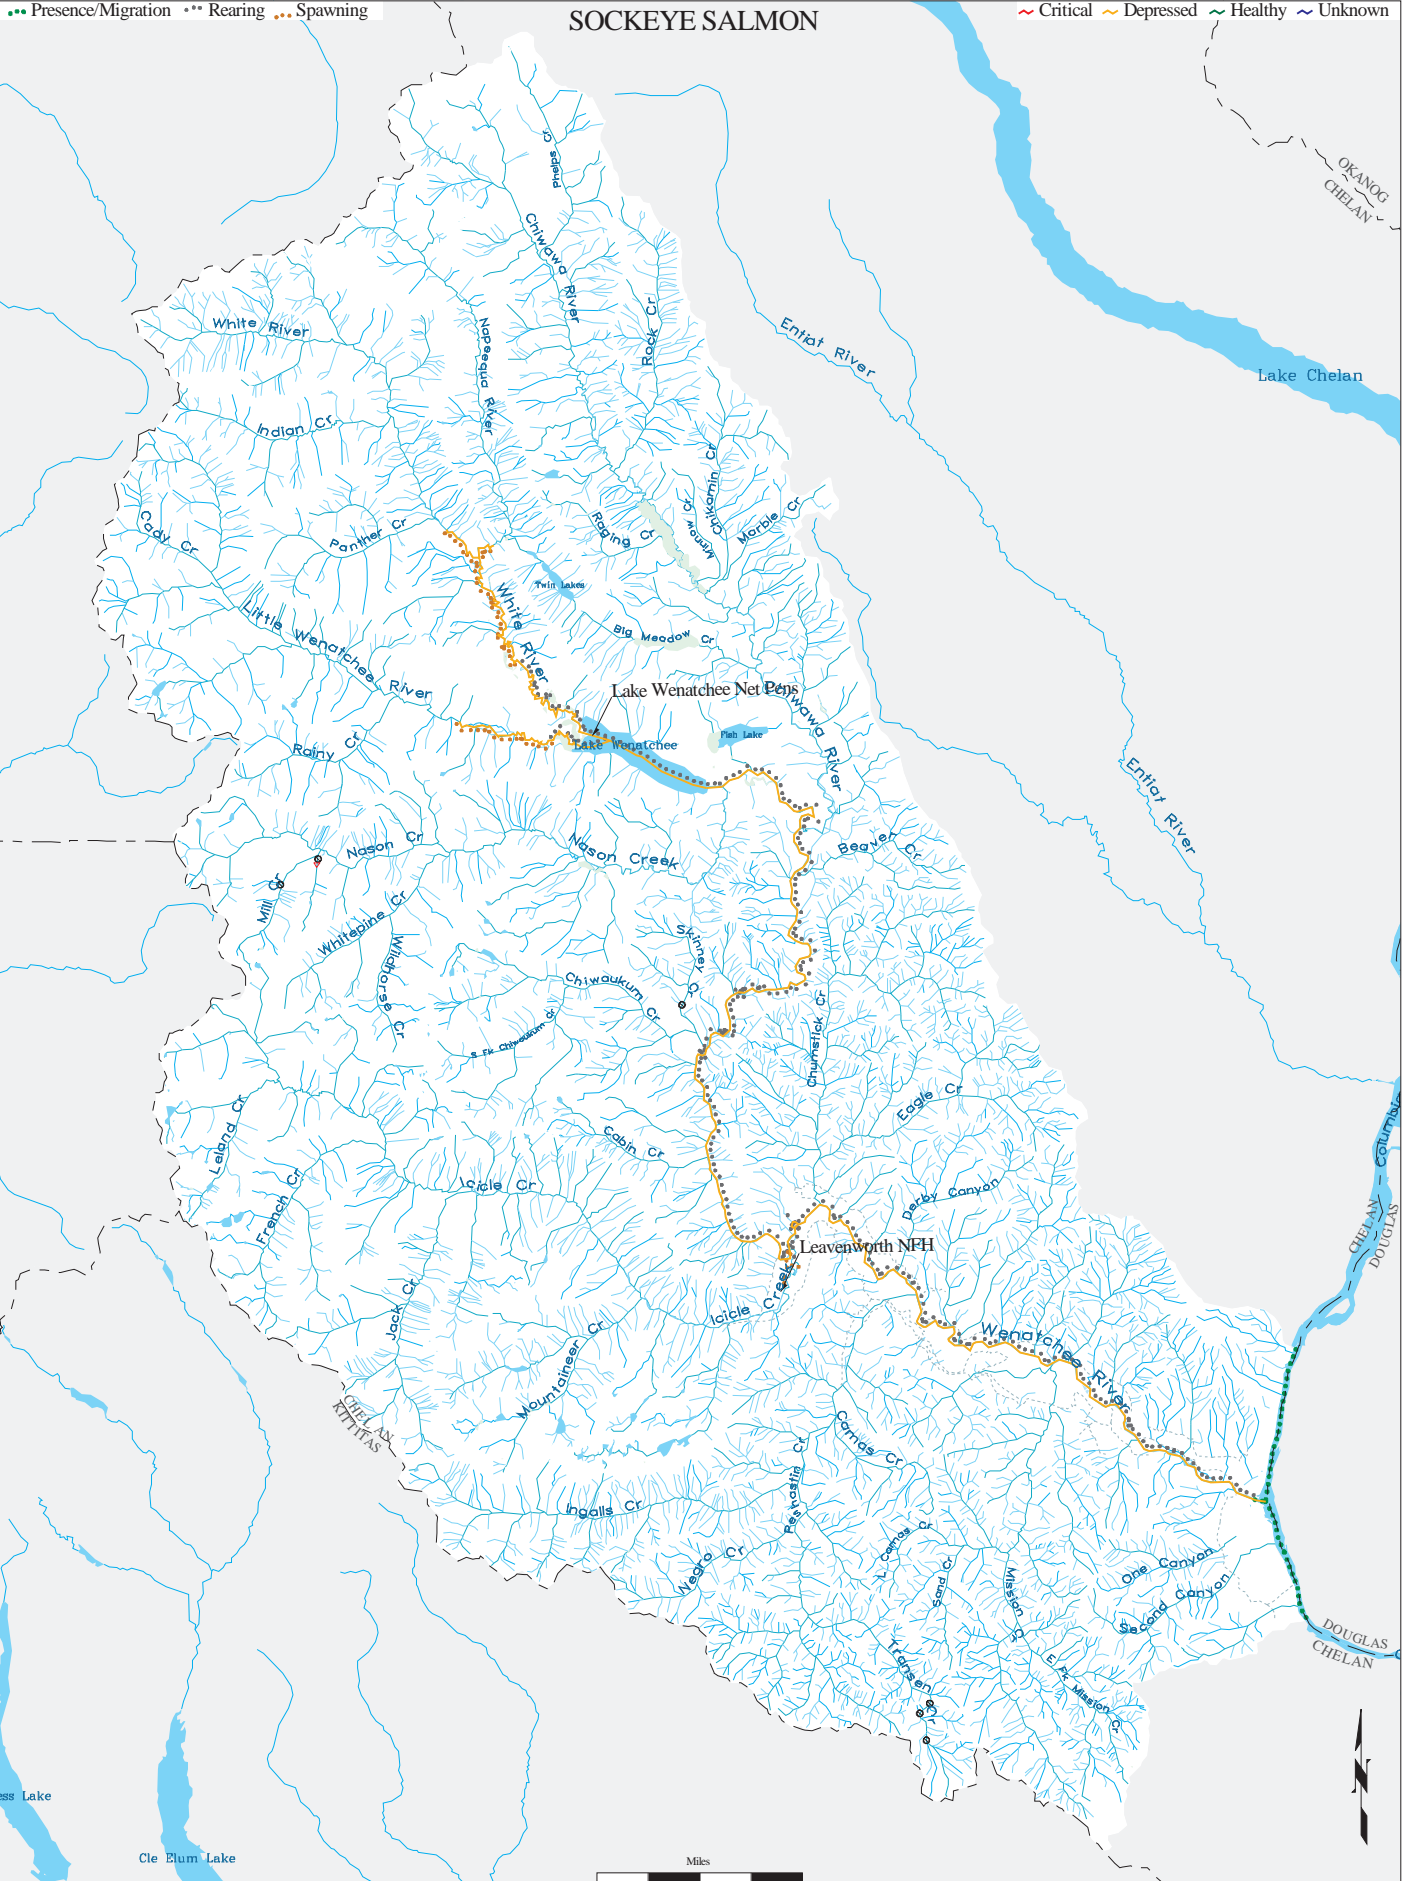 Presence/Migration Rearing Spawning
SOCKEYE SALMON
Critical Depressed Healthy Unknown
OKANOG
CHELAN
Phelps Cr
Chiwawa River
Rock Cr
White River
Napeequa River
Entiat River
Lake Chelan
Indian Cr
Cady Cr
Panther Cr
Raging Cr
Minnow Cr
Chikamin Cr
Marble Cr
Twin Lakes
White River
Big Meadow Cr
Little Wenatchee River
Lake Wenatchee Net Pens
wawa River
Fish Lake
Lake Wenatchee
Rainy Cr
Entiat River
Nason Cr
Nason Creek
Beaver Cr
Mill Cr
Whitepine Cr
Wildhorse Cr
Skinney Cr
Chiwaukum Cr
S Fk Chiwaukum Cr
Chumstick Cr
Eagle Cr
Leland Cr
Cabin Cr
Columbia
French Cr
Icicle Cr
Derby Canyon
CHELAN
DOUGLAS
Leavenworth NFH
Icicle Creek
Jack Cr
Mountaineer Cr
Wenatchee River
CHELAN
KITTITAS
Camas Cr
Peshastin Cr
Ingalls Cr
Negro Cr
L Camas Cr
Sand Cr
Mission Cr
One Canyon
Second Canyon
DOUGLAS
CHELAN
Transen Cr
E Fk Mission Cr
N
ess Lake
Cle Elum Lake
Miles